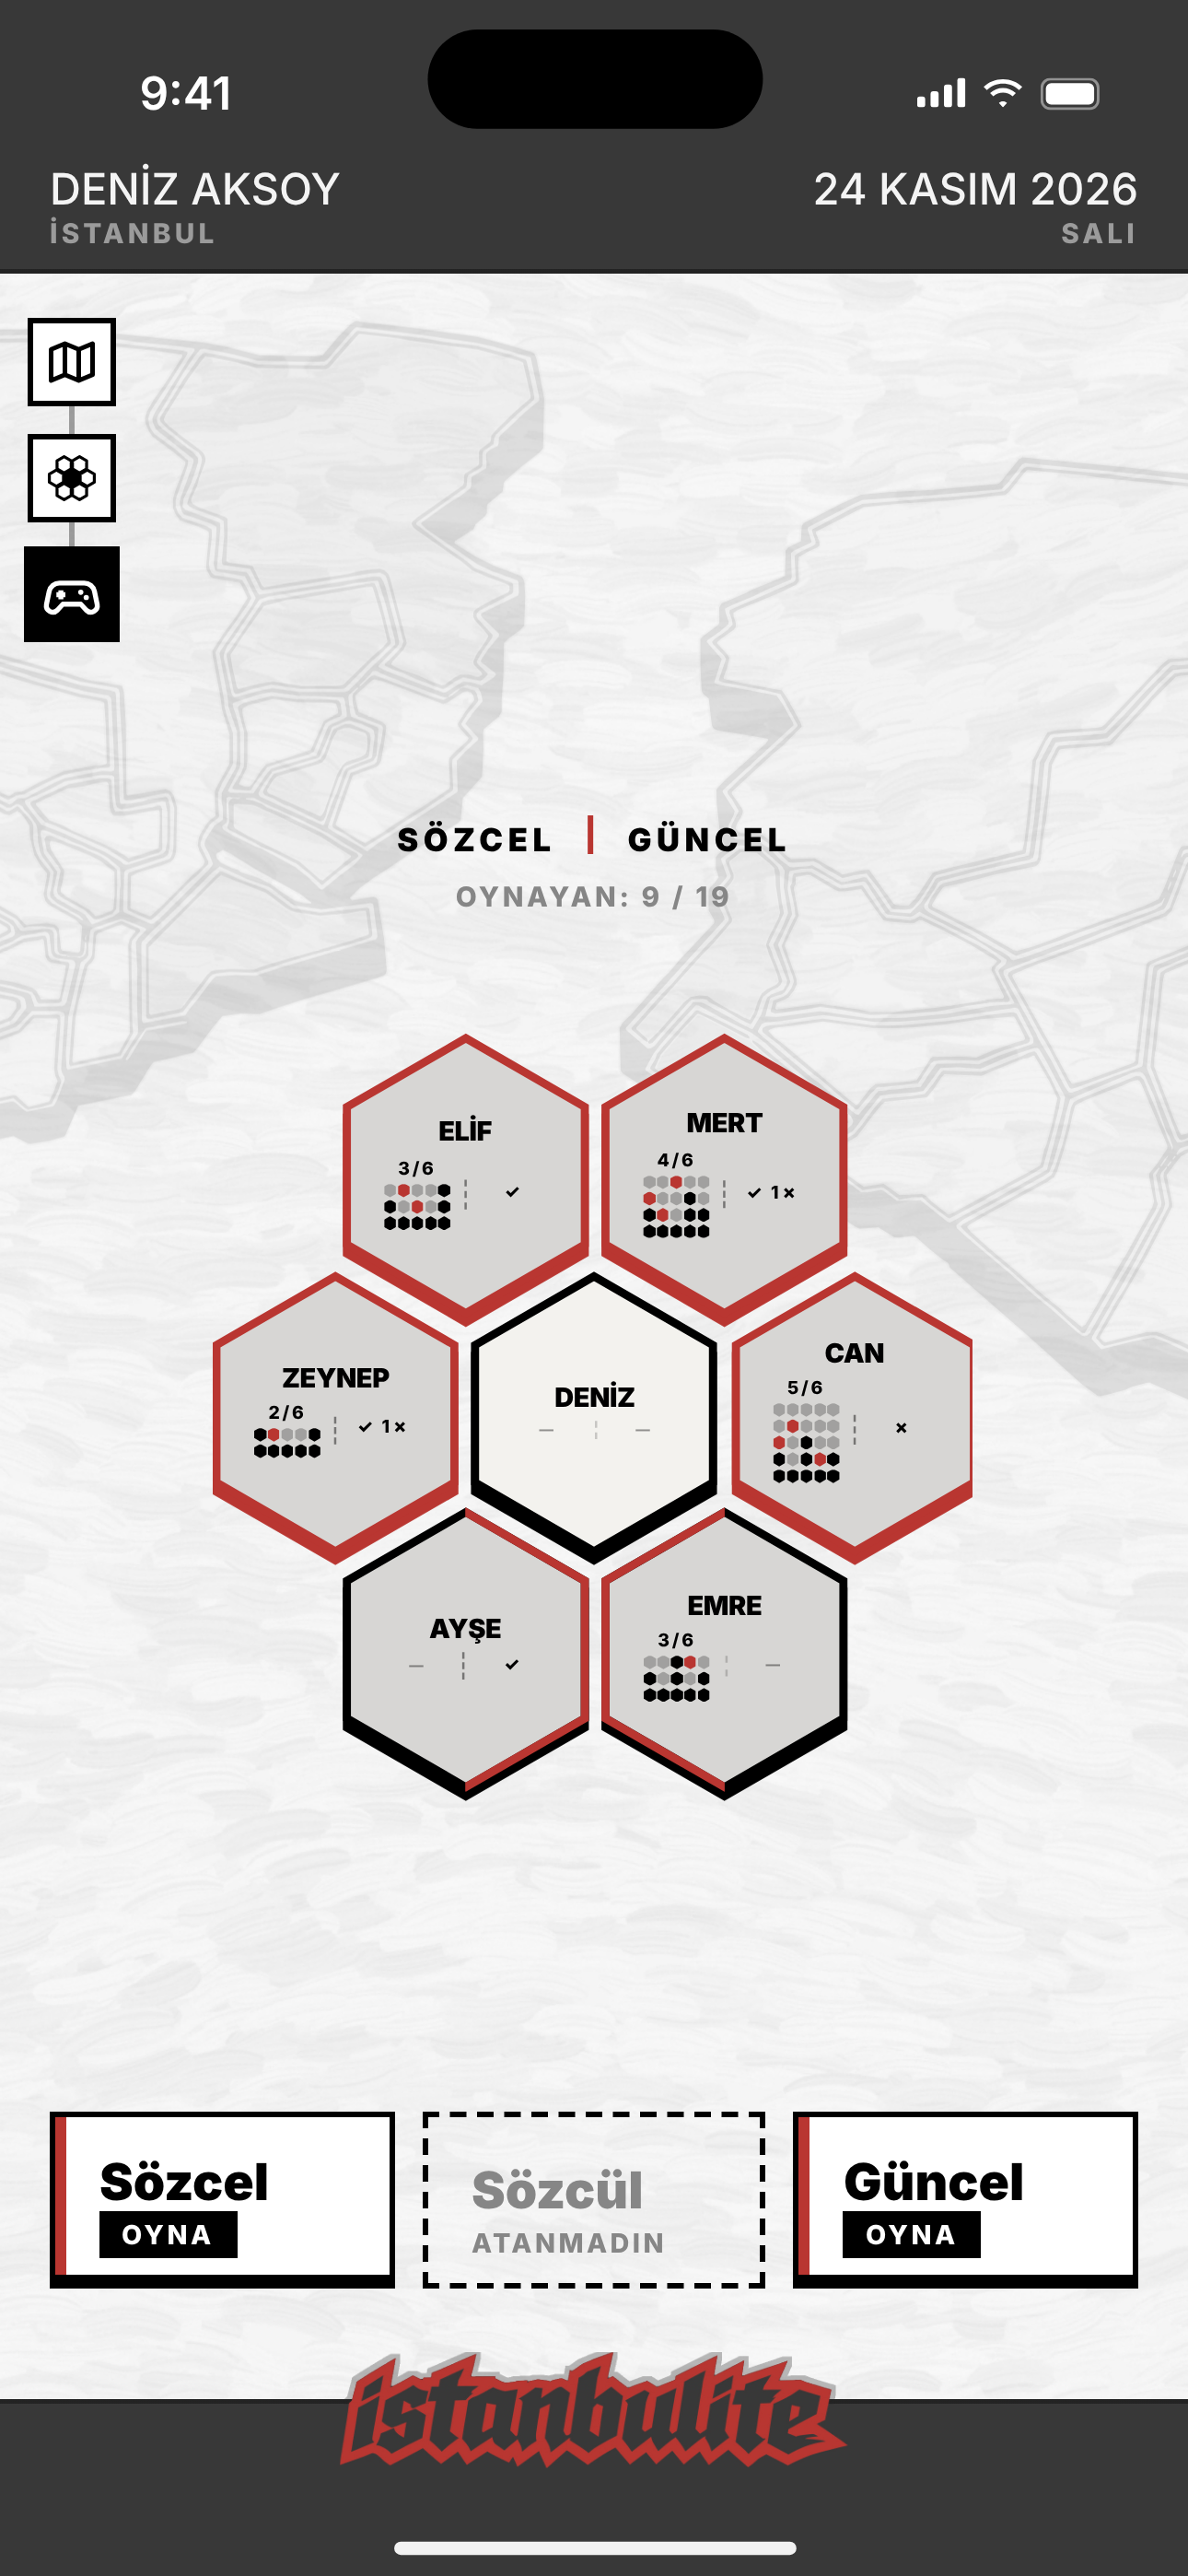 9:41
DENİZ AKSOY
İSTANBUL
24 KASIM 2026
SALI
SÖZCEL | GÜNCEL
OYNAYAN: 9 / 19
ELİF
3/6
✓
MERT
4/6
✓ 1×
ZEYNEP
2/6
✓ 1×
DENİZ
– –
CAN
5/6
×
AYŞE
– ✓
EMRE
3/6
–
Sözcel
OYNA
Sözcül
ATANMADIN
Güncel
OYNA
istanbulite